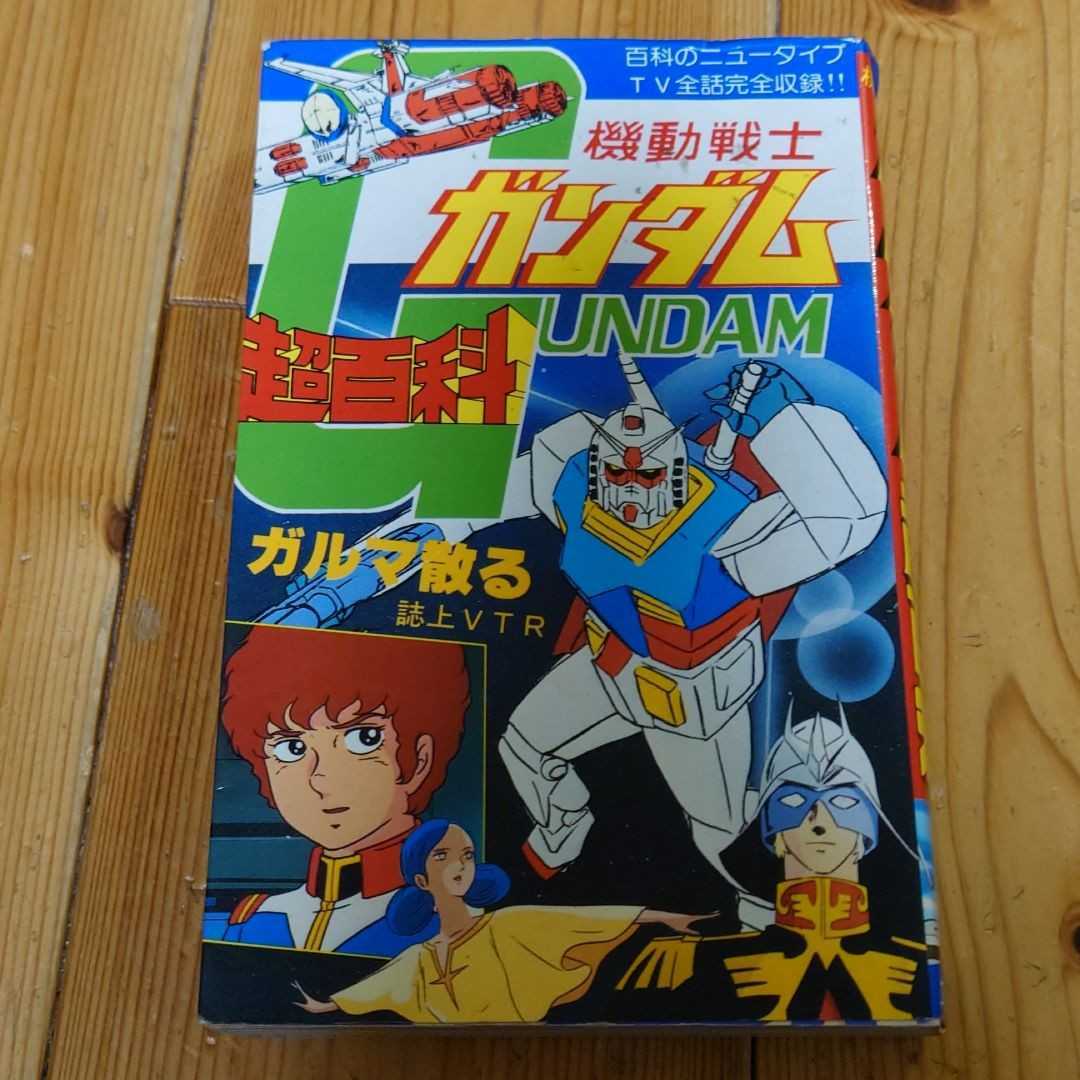 百科のニュータイプ
TV全話完全収録!!
機動戦士
ガンダム
GUNDAM
超百科
ガルマ散る
誌上VTR